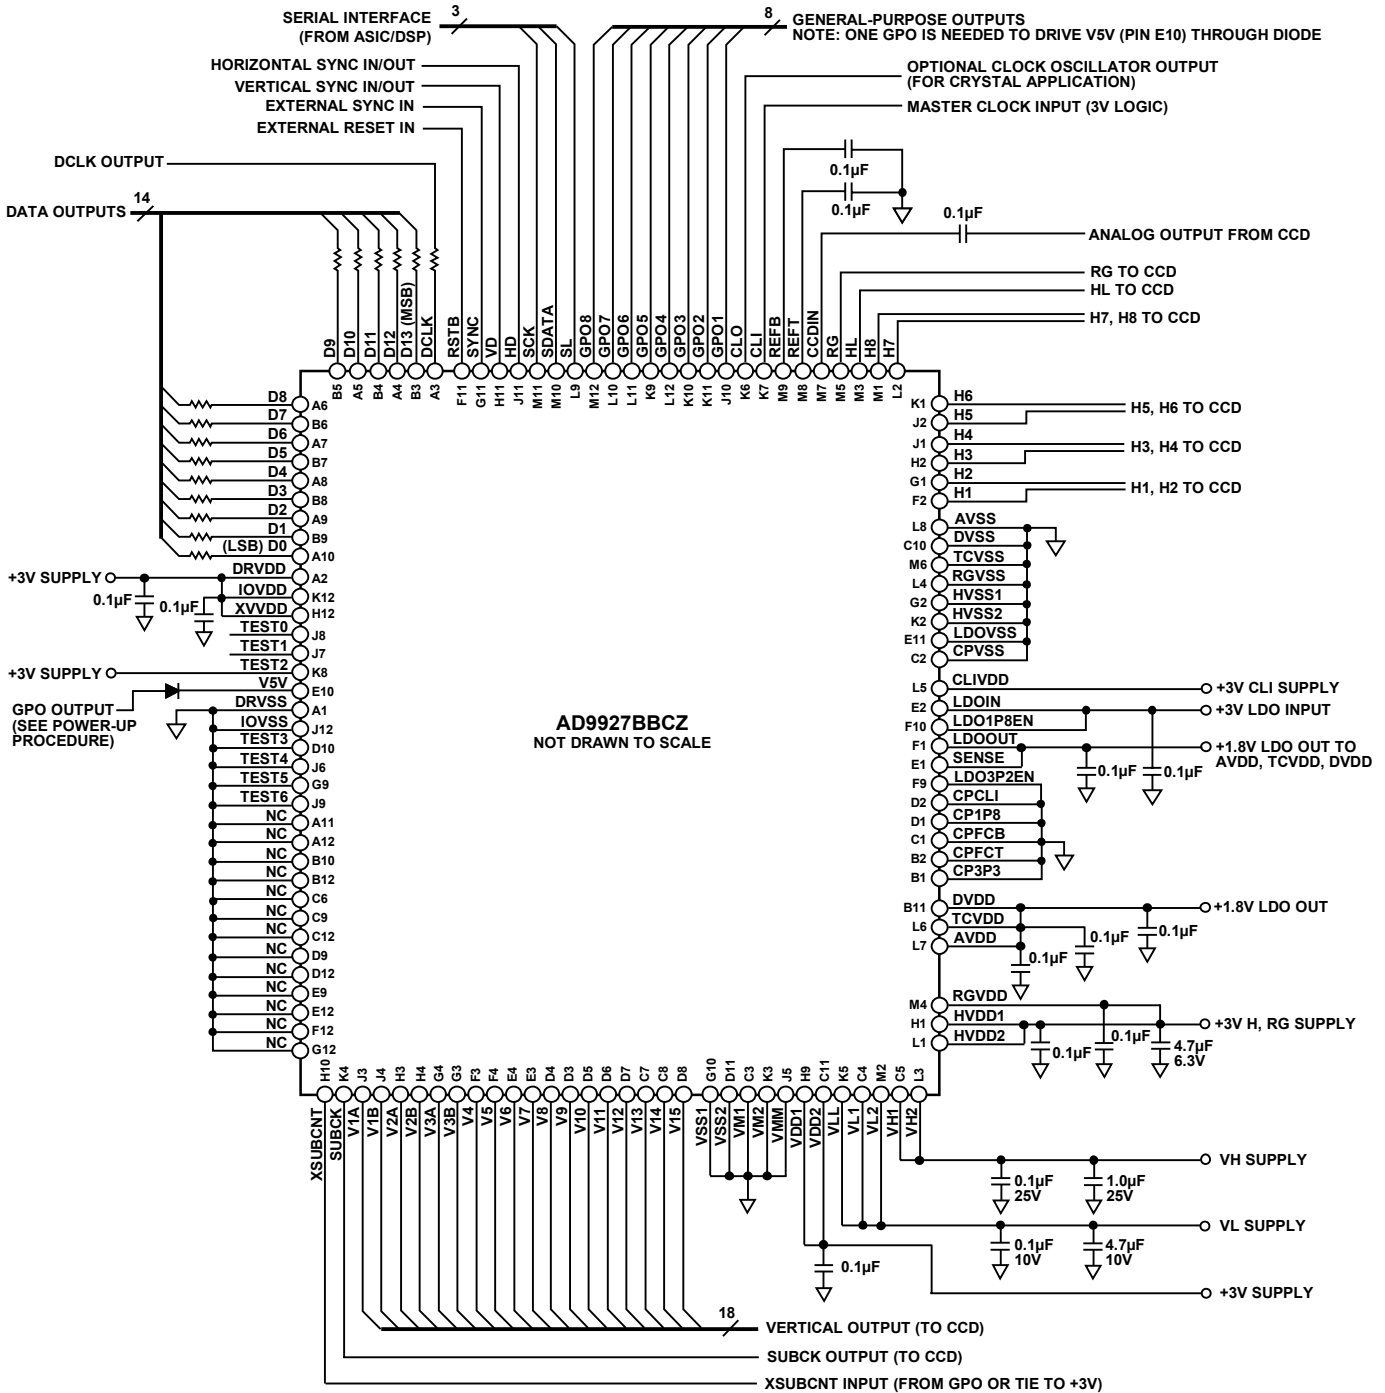 SERIAL INTERFACE
(FROM ASIC/DSP)
3
8
GENERAL-PURPOSE OUTPUTS
NOTE: ONE GPO IS NEEDED TO DRIVE V5V (PIN E10) THROUGH DIODE
HORIZONTAL SYNC IN/OUT
VERTICAL SYNC IN/OUT
EXTERNAL SYNC IN
EXTERNAL RESET IN
OPTIONAL CLOCK OSCILLATOR OUTPUT
(FOR CRYSTAL APPLICATION)
MASTER CLOCK INPUT (3V LOGIC)
DCLK OUTPUT
DATA OUTPUTS
14
0.1µF
0.1µF
0.1µF
ANALOG OUTPUT FROM CCD
RG TO CCD
HL TO CCD
H7, H8 TO CCD
D9
D10
D11
D12
D13 (MSB)
DCLK
RSTB
SYNC
VD
HD
SCK
SDATA
SL
GPO8
GPO7
GPO6
GPO5
GPO4
GPO3
GPO2
GPO1
CLO
CLI
REFB
REFT
CCDIN
RG
HL
H8
H7
B5
A5
B4
A4
B3
A3
F11
G11
H11
J11
M11
M10
L9
M12
L10
L11
K9
L12
K10
K11
J10
K6
K7
M9
M8
M7
M5
M3
M1
L2
D8 A6
D7 B6
D6 A7
D5 B7
D4 A8
D3 B8
D2 A9
D1 B9
(LSB) D0 A10
+3V SUPPLY DRVDD A2
0.1µF 0.1µF IOVDD K12
XVVDD H12
TEST0 J8
TEST1 J7
+3V SUPPLY TEST2 K8
V5V E10
GPO OUTPUT
(SEE POWER-UP
PROCEDURE)
DRVSS A1
IOVSS J12
TEST3 D10
TEST4 J6
TEST5 G9
TEST6 J9
NC A11
NC A12
NC B10
NC B12
NC C6
NC C9
NC C12
NC D9
NC D12
NC E9
NC E12
NC F12
NC G12
AD9927BBCZ
NOT DRAWN TO SCALE
K1 H6
J2 H5
H5, H6 TO CCD
J1 H4
H2 H3
H3, H4 TO CCD
G1 H2
F2 H1
H1, H2 TO CCD
L8 AVSS
C10 DVSS
M6 TCVSS
L4 RGVSS
G2 HVSS1
K2 HVSS2
E11 LDOVSS
C2 CPVSS
L5 CLIVDD +3V CLI SUPPLY
E2 LDOIN +3V LDO INPUT
F10 LDO1P8EN
F1 LDOOUT +1.8V LDO OUT TO
AVDD, TCVDD, DVDD
E1 SENSE
0.1µF 0.1µF
F9 LDO3P2EN
D2 CPCLI
D1 CP1P8
C1 CPFCB
B2 CPFCT
B1 CP3P3
B11 DVDD +1.8V LDO OUT
L6 TCVDD
L7 AVDD
0.1µF 0.1µF 0.1µF
M4 RGVDD
H1 HVDD1 +3V H, RG SUPPLY
L1 HVDD2
0.1µF 0.1µF 4.7µF
6.3V
H10
K4
J3
J4
H3
H4
G4
G3
F3
F4
E4
E3
D4
D3
D5
D6
D7
C7
C8
D8
G10
D11
C3
K3
J5
H9
C11
K5
C4
M2
C5
L3
XSUBCNT
SUBCK
V1A
V1B
V2A
V2B
V3A
V3B
V4
V5
V6
V7
V8
V9
V10
V11
V12
V13
V14
V15
VSS1
VSS2
VM1
VM2
VMM
VDD1
VDD2
VLL
VL1
VL2
VH1
VH2
VH SUPPLY
0.1µF
25V
1.0µF
25V
VL SUPPLY
0.1µF
10V
4.7µF
10V
0.1µF
+3V SUPPLY
18
VERTICAL OUTPUT (TO CCD)
SUBCK OUTPUT (TO CCD)
XSUBCNT INPUT (FROM GPO OR TIE TO +3V)